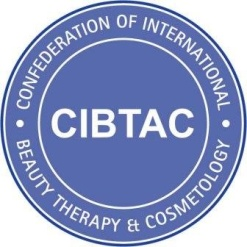 CONFEDERATION OF INTERNATIONAL
CIBTAC
BEAUTY THERAPY & COSMETOLOGY